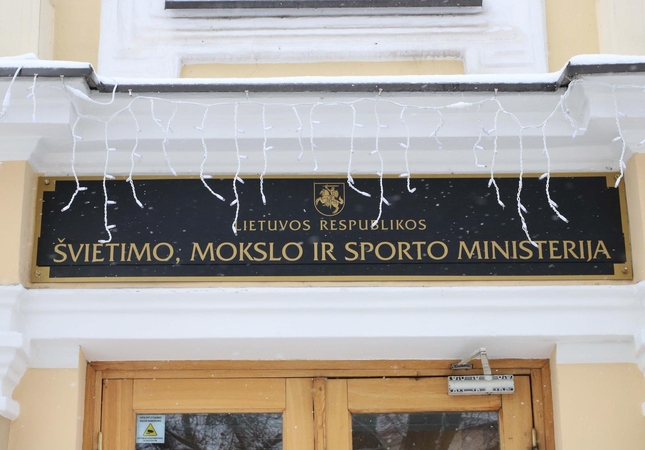 LIETUVOS RESPUBLIKOS
ŠVIETIMO, MOKSLO IR SPORTO MINISTERIJA